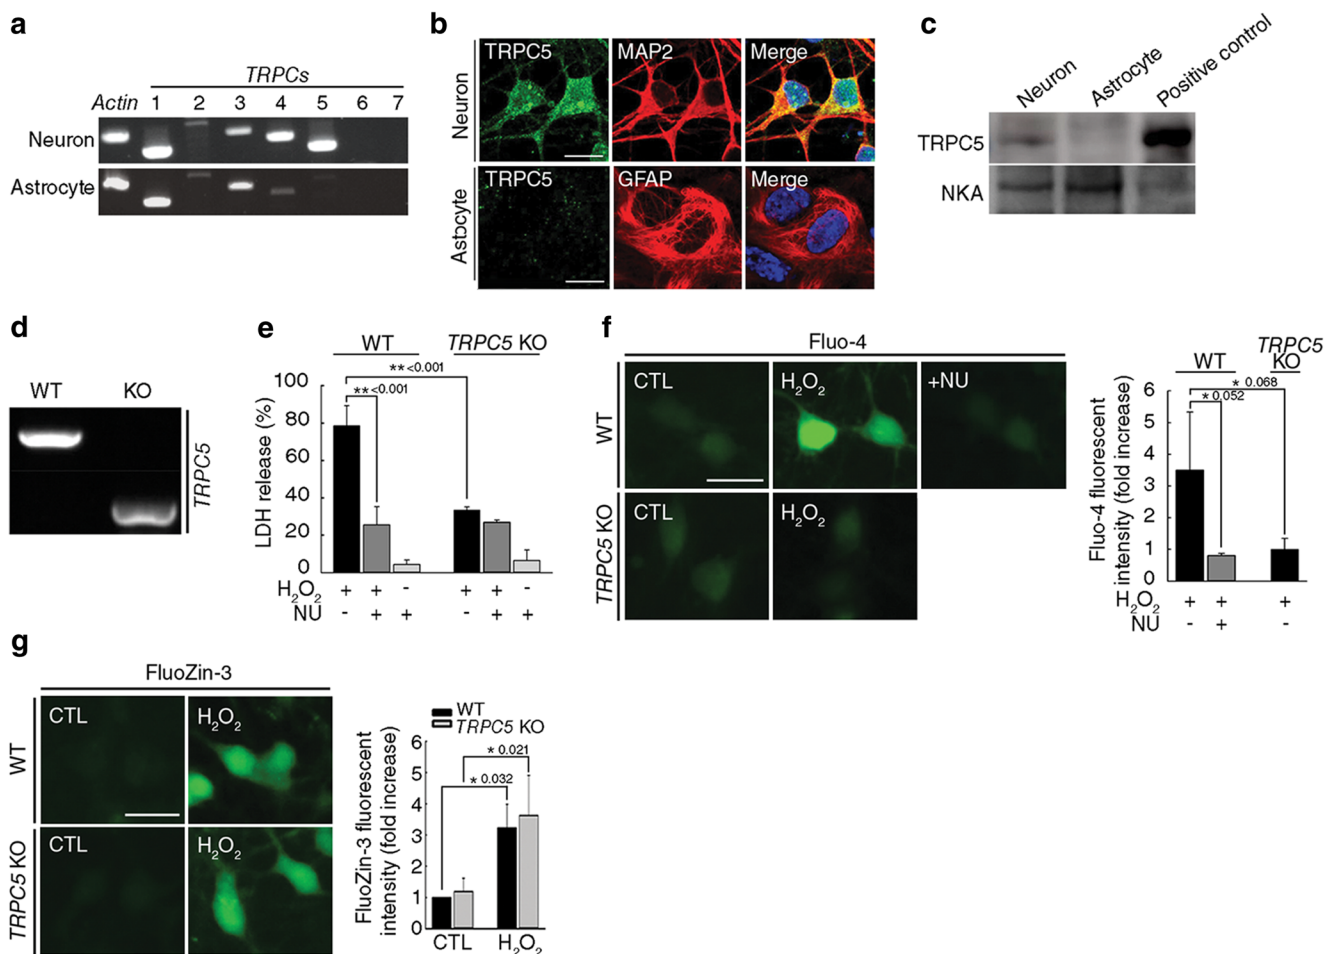 a
TRPCs
Actin 1 2 3 4 5 6 7
Neuron
Astrocyte
b
Neuron
TRPC5 MAP2 Merge
Astocyte
TRPC5 GFAP Merge
c
Neuron Astrocyte Positive control
TRPC5
NKA
d
WT KO
TRPC5
e
WT TRPC5 KO
LDH release (%)
100
80
60
40
20
0
**<0.001
**<0.001
H2O2 + + - + + -
NU - + + - + +
f
Fluo-4
WT
CTL H2O2 +NU
TRPC5 KO
CTL H2O2
WT TRPC5 KO
Fluo-4 fluorescent intensity (fold increase)
6
5
4
3
2
1
0
* 0.068
* 0.052
H2O2 + + +
NU - + -
g
FluoZin-3
WT
CTL H2O2
TRPC5 KO
CTL H2O2
WT
TRPC5 KO
FluoZin-3 fluorescent intensity (fold increase)
6
5
4
3
2
1
0
* 0.021
* 0.032
CTL H2O2